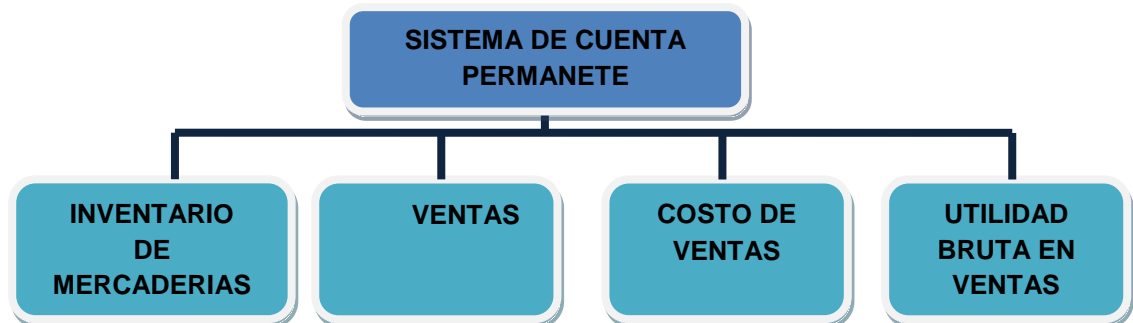 SISTEMA DE CUENTA
PERMANETE
INVENTARIO
DE
MERCADERIAS
VENTAS
COSTO DE
VENTAS
UTILIDAD
BRUTA EN
VENTAS